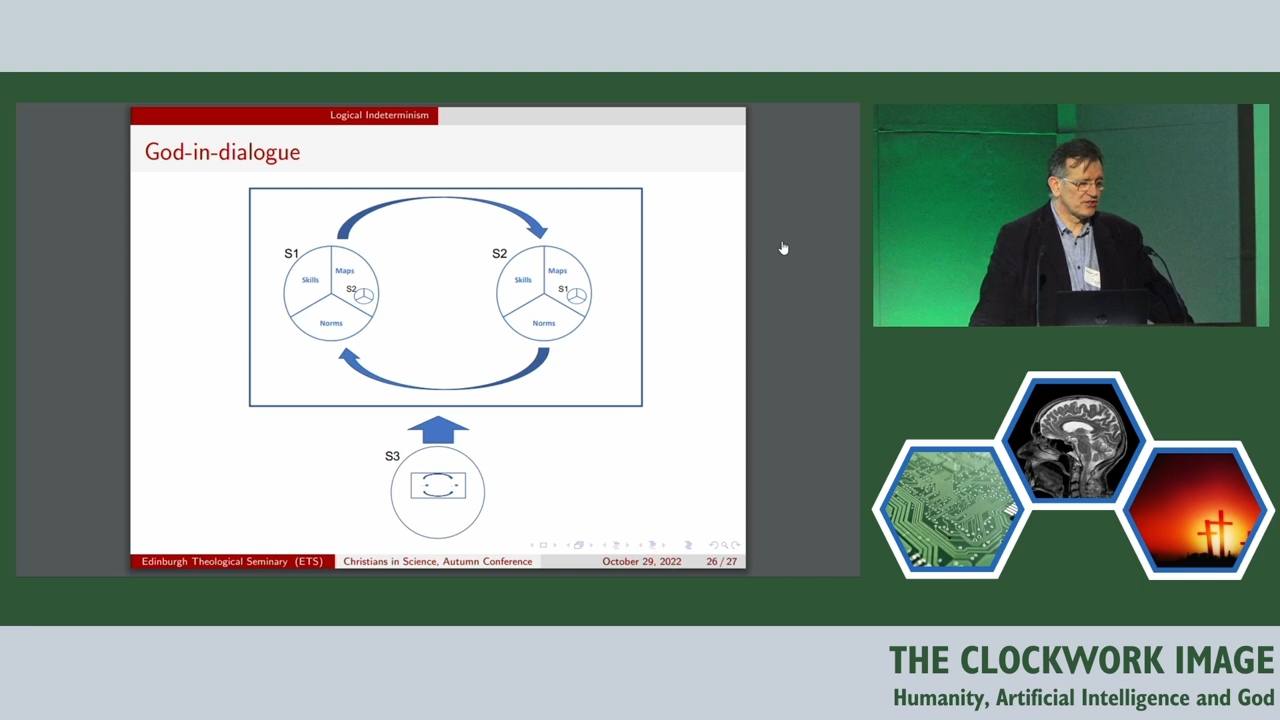 Logical Indeterminism
God-in-dialogue
S1
Skills
Maps
S2
Norms
S2
Skills
Maps
S1
Norms
S3
Edinburgh Theological Seminary (ETS)
Christians in Science, Autumn Conference
October 29, 2022
26 / 27
THE CLOCKWORK IMAGE
Humanity, Artificial Intelligence and God